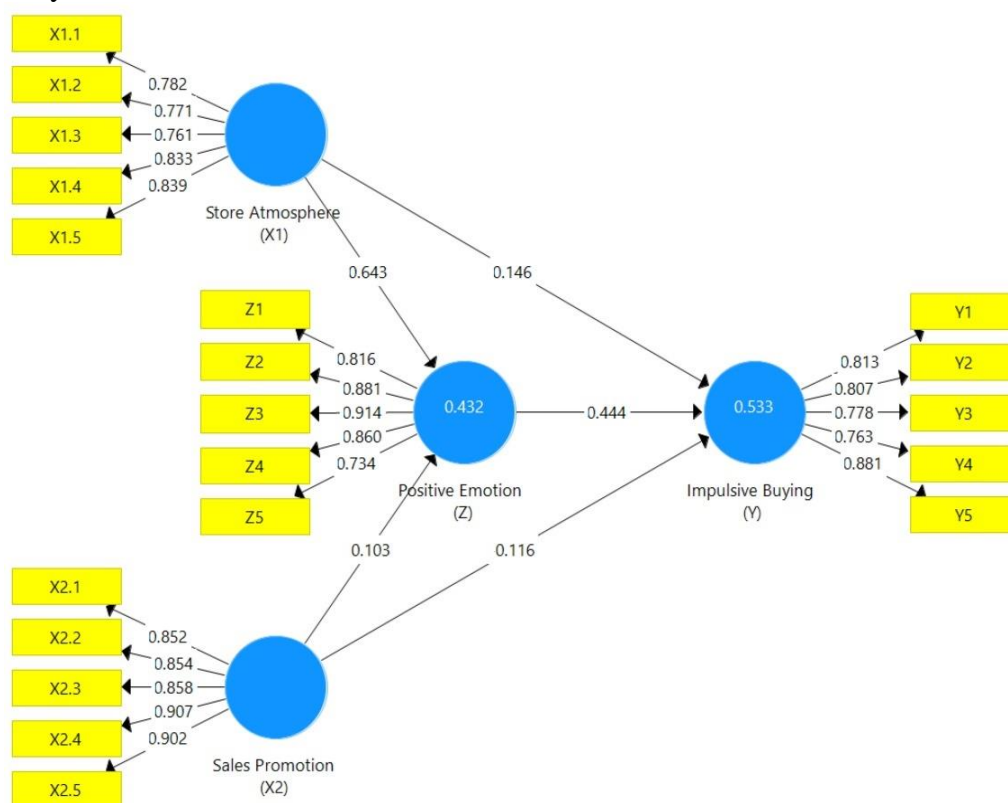 X1.1
X1.2
X1.3
X1.4
X1.5
0.782
0.771
0.761
0.833
0.839
Store Atmosphere
(X1)
0.643
0.146
Z1
Z2
Z3
Z4
Z5
0.816
0.881
0.914
0.860
0.734
0.432
Positive Emotion
(Z)
0.444
0.533
Impulsive Buying
(Y)
0.813
0.807
0.778
0.763
0.881
Y1
Y2
Y3
Y4
Y5
0.103
0.116
X2.1
X2.2
X2.3
X2.4
X2.5
0.852
0.854
0.858
0.907
0.902
Sales Promotion
(X2)